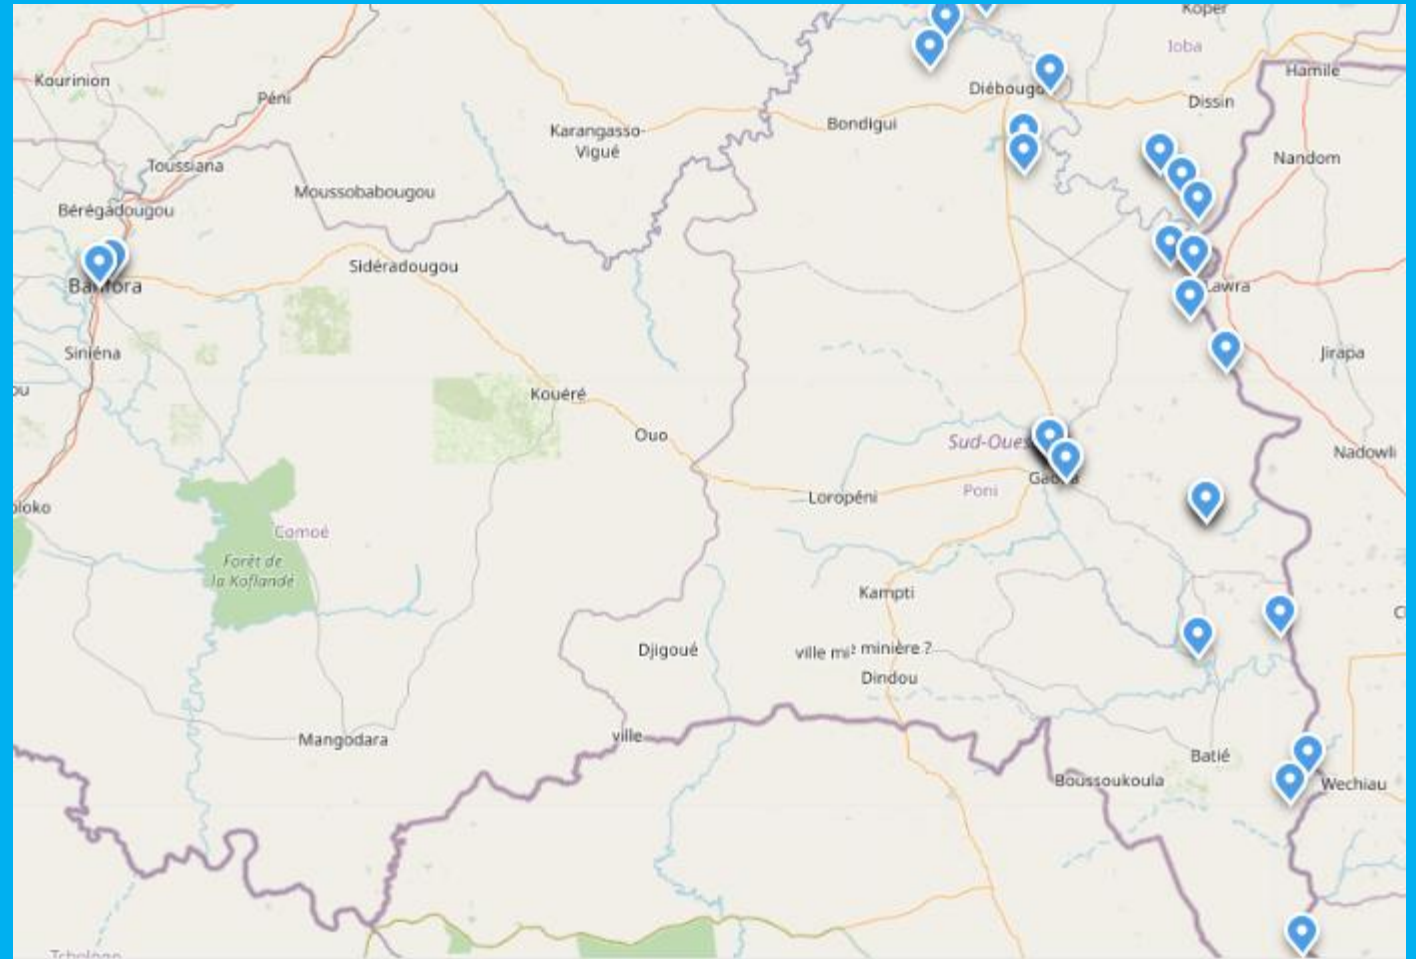 Koper
Ioba
Kourinion
Hamile
Péni
Dissin
Bondigui
Karangasso-
Vigué
Nandom
Toussiana
Moussobabougou
Bérégadougou
Sidéradougou
Lawra
Siniéna
Jirapa
Kouéré
Ouo
Sud-Oues
Nadowli
Poni
Loropéni
oloko
Comoé
Forêt de
la Koflandé
Kampti
Djigoué
ville mi
minière ?
Dindou
ville
Mangodara
Batié
Boussoukoula
Wechiau